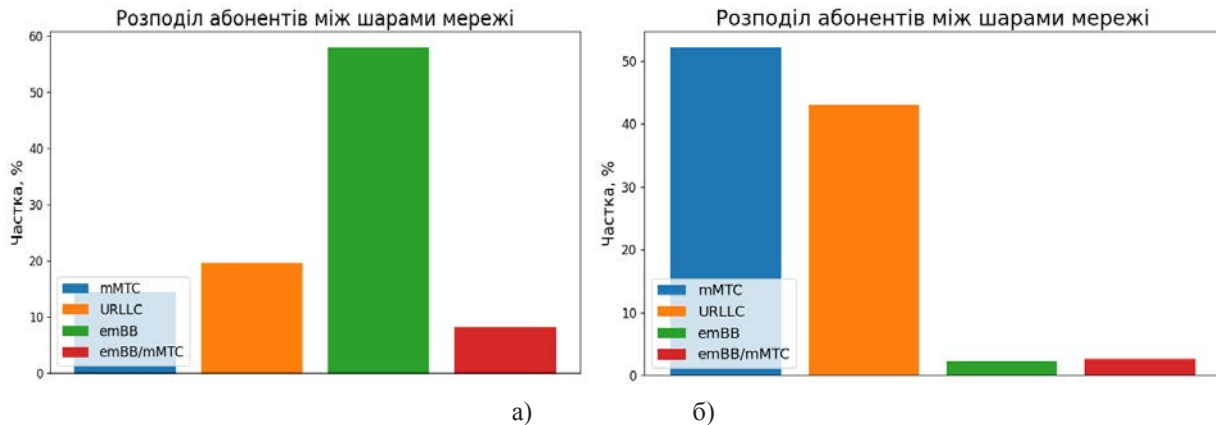 Розподіл абонентів між шарами мережі
60
50
40
30
20
10
0
Частка, %
mMTC
URLLC
emBB
emBB/mMTC
Розподіл абонентів між шарами мережі
50
40
30
20
10
0
Частка, %
mMTC
URLLC
emBB
emBB/mMTC
а) б)